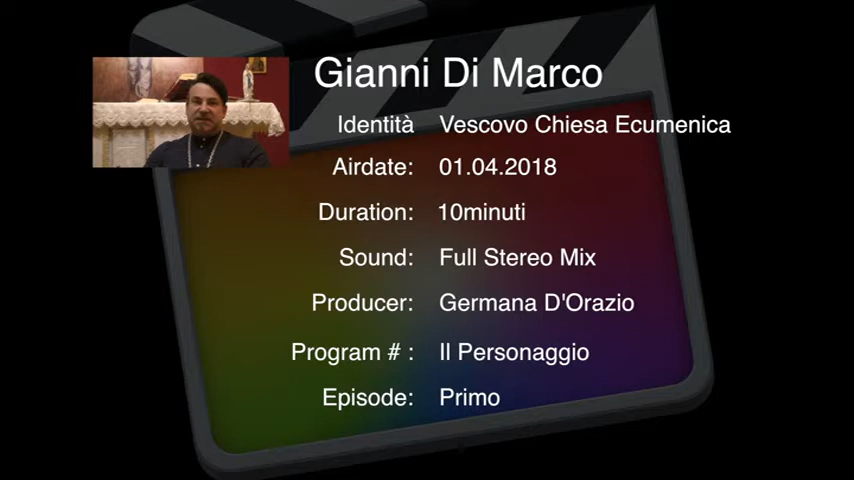 Gianni Di Marco
Identità Vescovo Chiesa Ecumenica
Airdate: 01.04.2018
Duration: 10minuti
Sound: Full Stereo Mix
Producer: Germana D'Orazio
Program # : Il Personaggio
Episode: Primo